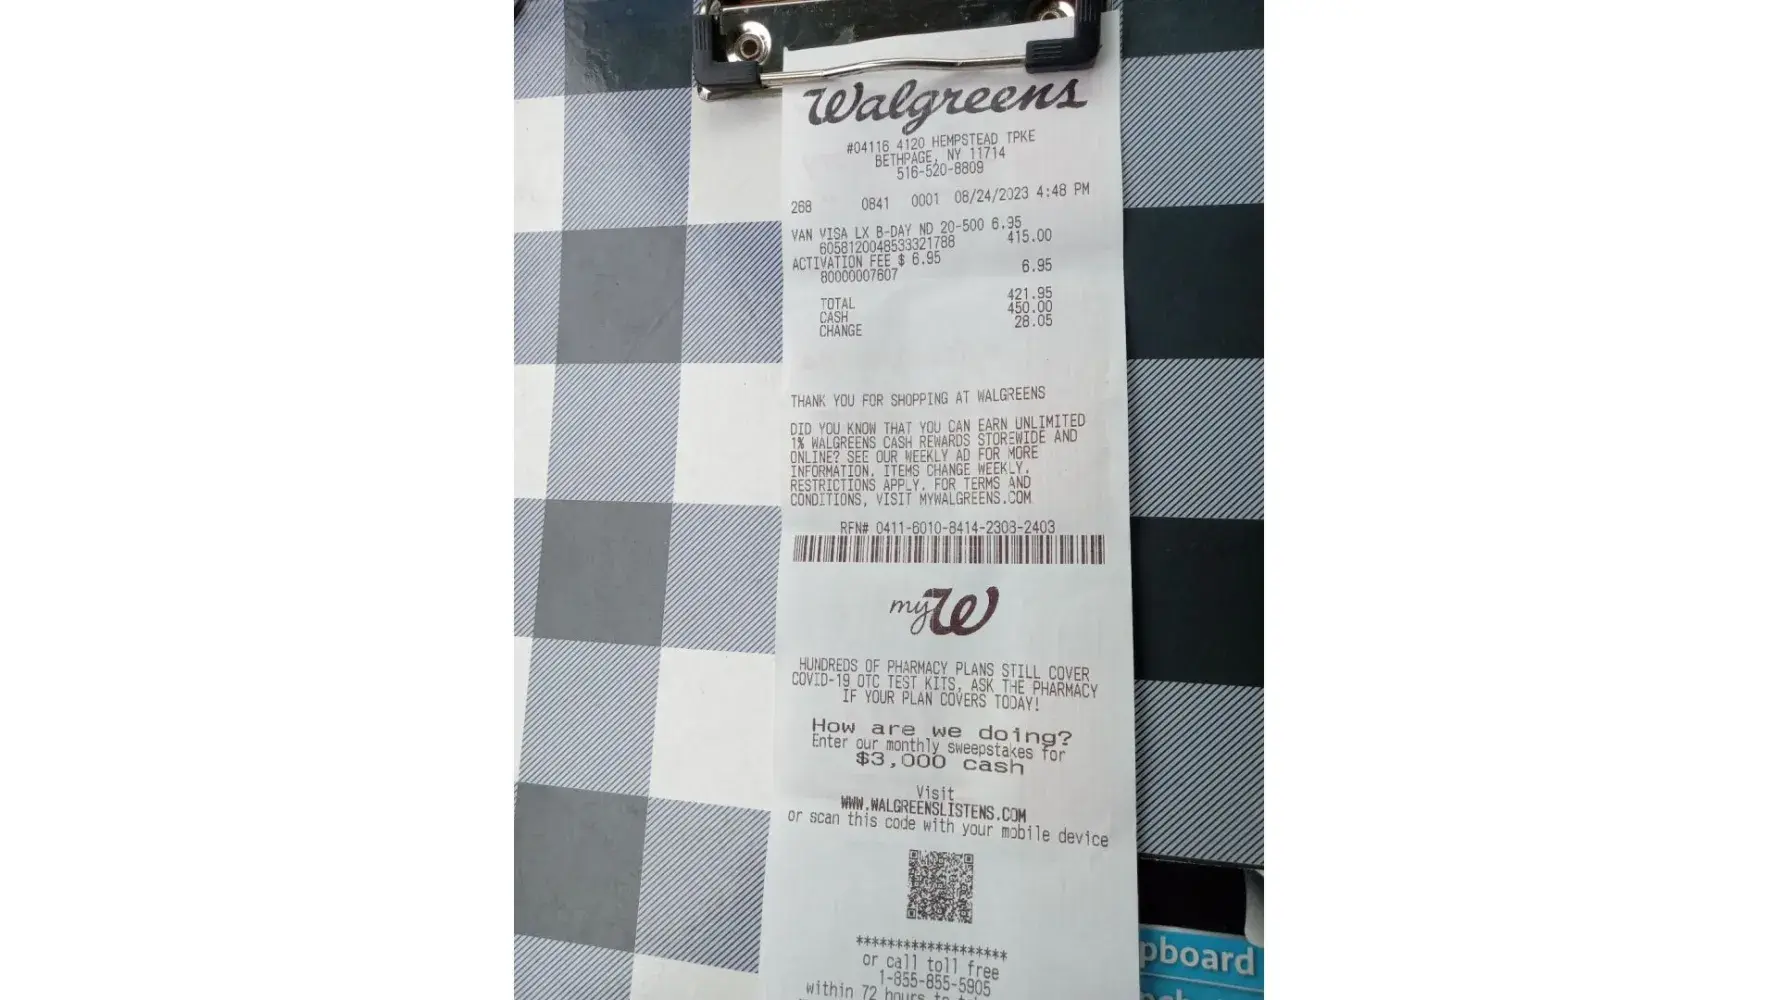 Walgreens
#04116 4120 HEMPSTEAD TPKE
BETHPAGE, NY 11714
516-520-8809
268 0841 0001 08/24/2023 4:48 PM
VAN VISA LX B-DAY ND 20-500 6.95
6058120048533321788 415.00
ACTIVATION FEE $ 6.95
80000007607 6.95
TOTAL 421.95
CASH 450.00
CHANGE 28.05
THANK YOU FOR SHOPPING AT WALGREENS
DID YOU KNOW THAT YOU CAN EARN UNLIMITED
1% WALGREENS CASH REWARDS STOREWIDE AND
ONLINE? SEE OUR WEEKLY AD FOR MORE
INFORMATION. ITEMS CHANGE WEEKLY.
RESTRICTIONS APPLY. FOR TERMS AND
CONDITIONS, VISIT MYWALGREENS.COM
RFN# 0411-6010-8414-2308-2403
myW
HUNDREDS OF PHARMACY PLANS STILL COVER
COVID-19 OTC TEST KITS, ASK THE PHARMACY
IF YOUR PLAN COVERS TODAY!
How are we doing?
Enter our monthly sweepstakes for
$3,000 cash
Visit
WWW.WALGREENSLISTENS.COM
or scan this code with your mobile device
*******************
or call toll free
1-855-855-5905
within 72 hours to
pboard